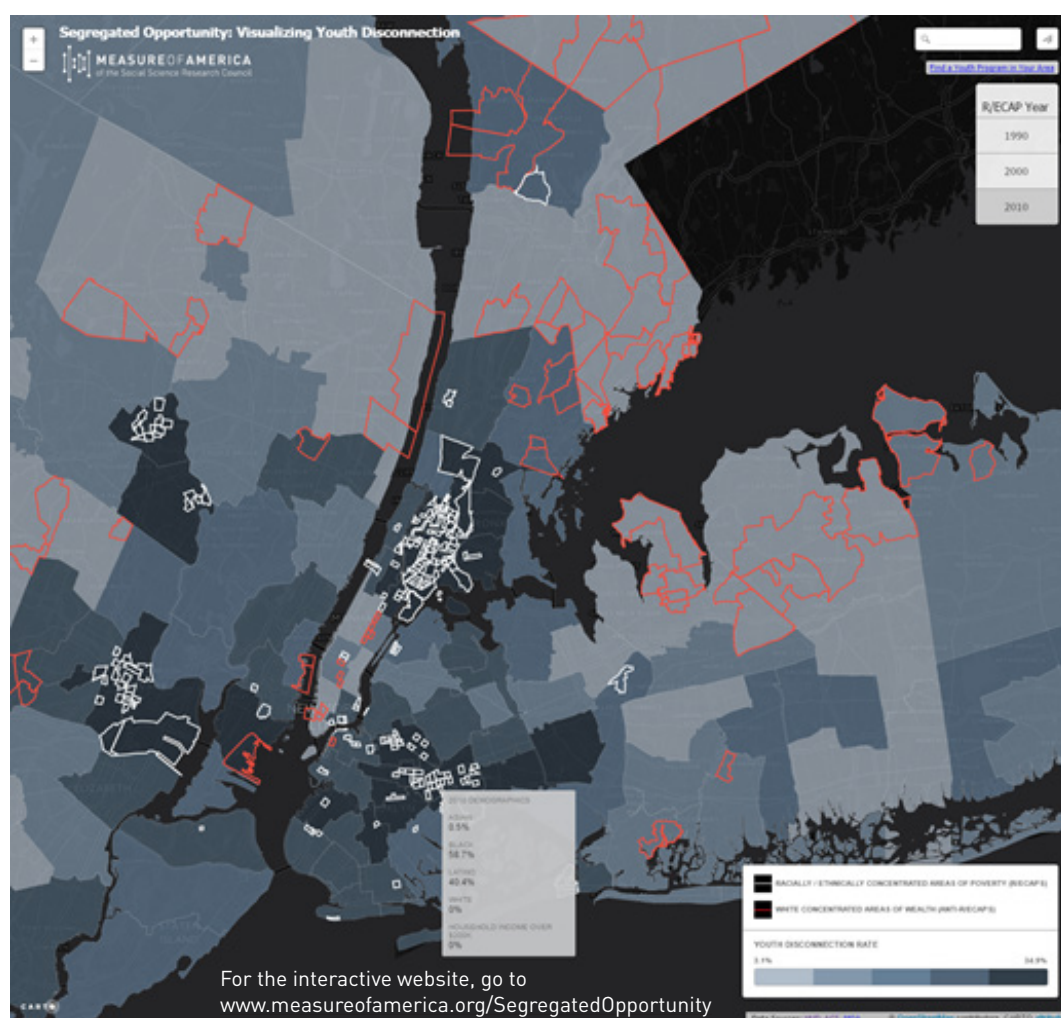 Segregated Opportunity: Visualizing Youth Disconnection
MEASUREOFAMERICA
of the Social Science Research Council
Find a Youth Program in Your Area
R/ECAP Year
1990
2000
2010
2010 DEMOGRAPHICS
ASIAN
0.5%
BLACK
58.7%
LATINO
40.4%
WHITE
0%
HOUSEHOLD INCOME OVER
$200K
0%
RACIALLY / ETHNICALLY CONCENTRATED AREAS OF POVERTY (R/ECAPS)
WHITE CONCENTRATED AREAS OF WEALTH (ANTI-R/ECAPS)
YOUTH DISCONNECTION RATE
3.1% 34.9%
For the interactive website, go to
www.measureofamerica.org/SegregatedOpportunity
CARTO